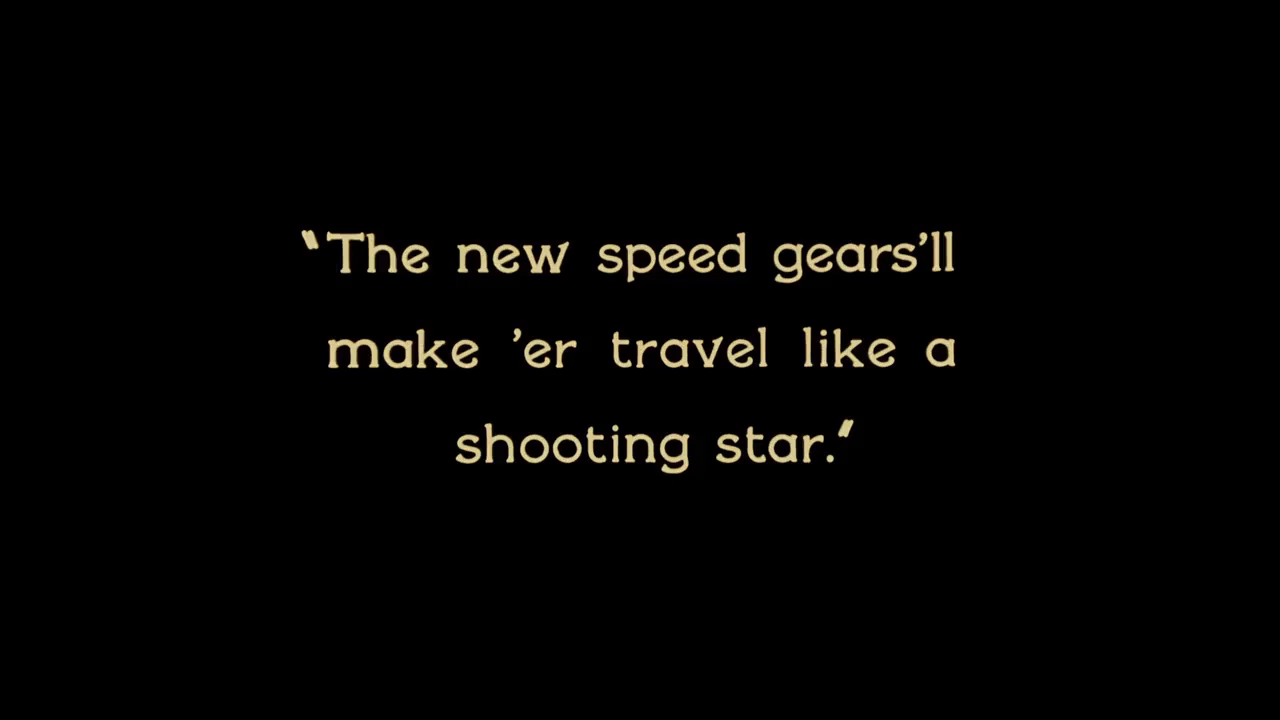 "The new speed gears'll
make 'er travel like a
shooting star."